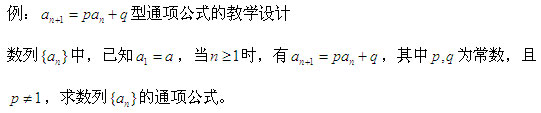 例：a_{n+1} = pa_n + q 型通项公式的教学设计
数列{a_n}中，已知a_1 = a，当n ≥ 1时，有a_{n+1} = pa_n + q，其中p,q为常数，且
p ≠ 1，求数列{a_n}的通项公式。